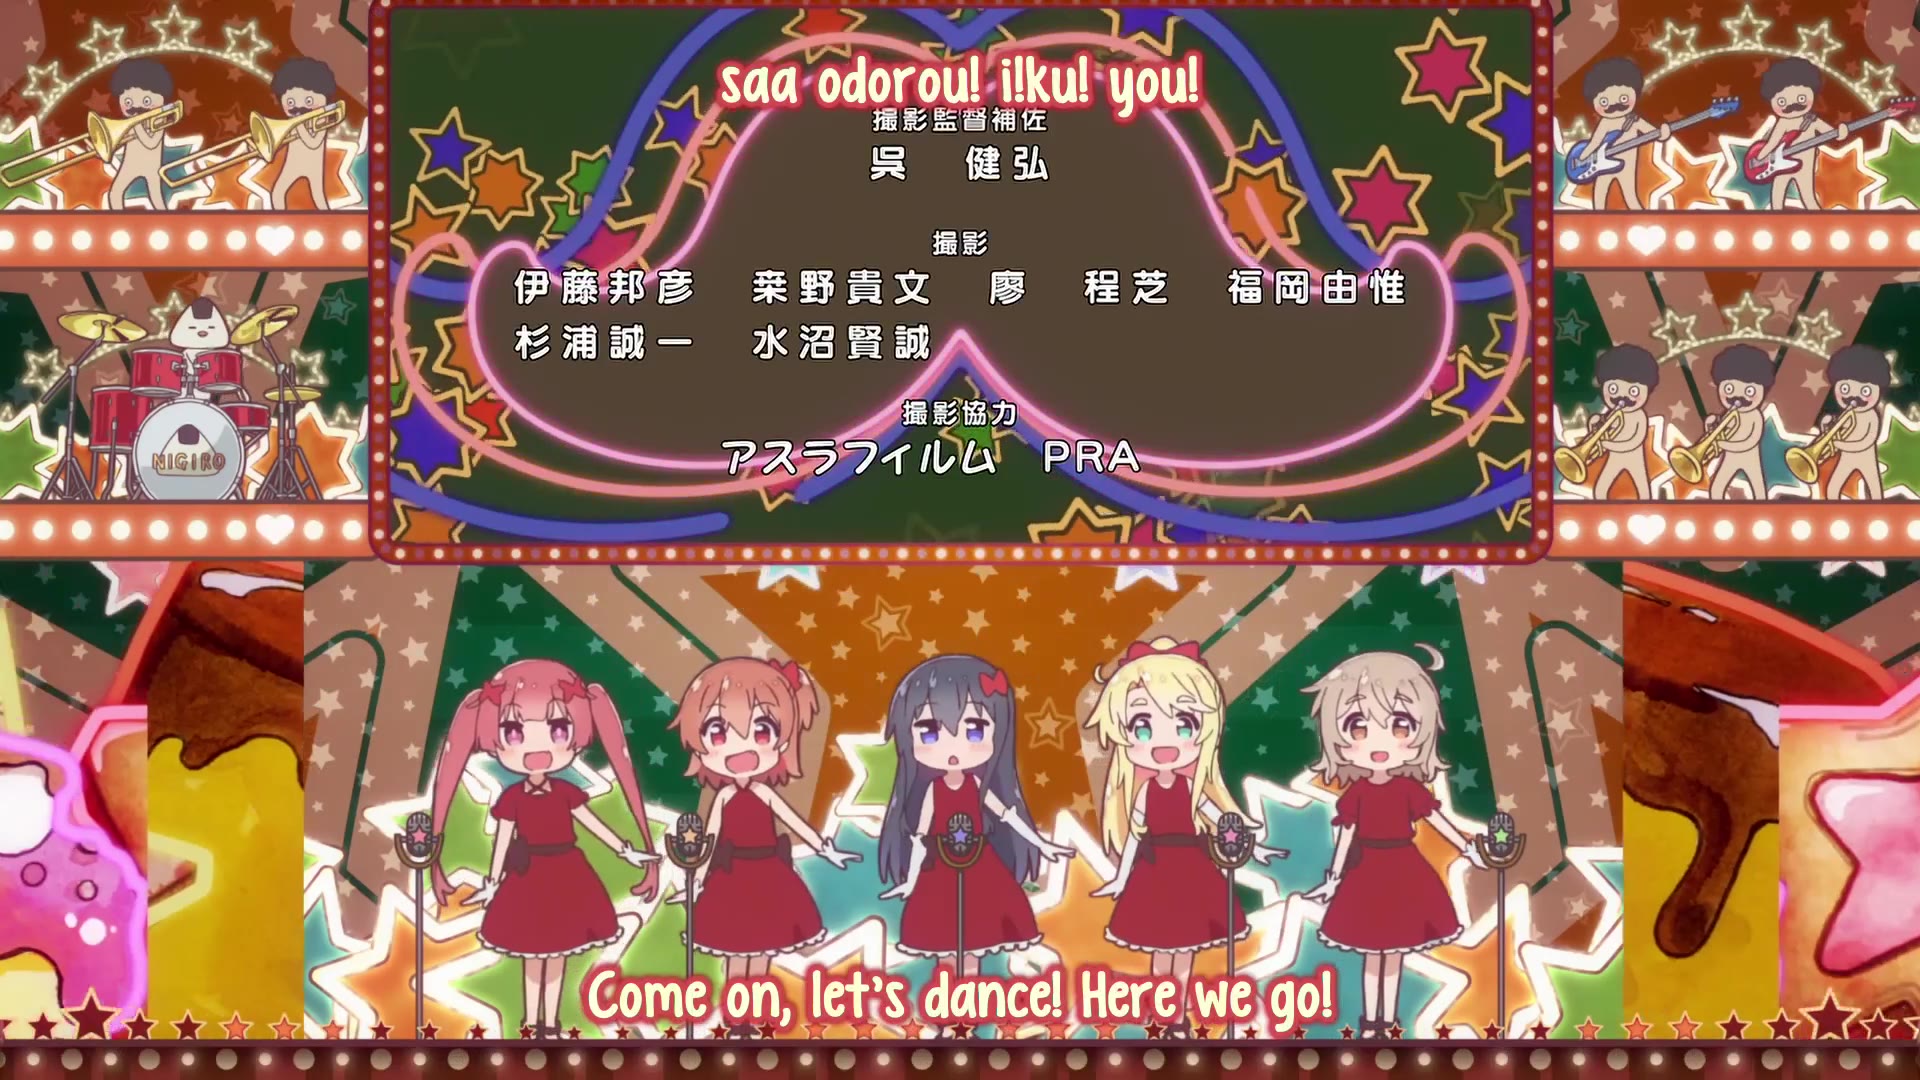 saa odorou! i!ku! you!
撮影監督補佐
呉　健弘
撮影
伊藤邦彦　桒野貴文　廖　程芝　福岡由惟
杉浦誠一　水沼賢誠
撮影協力
アスラフィルム　PRA
NIGIRO
Come on, let's dance! Here we go!